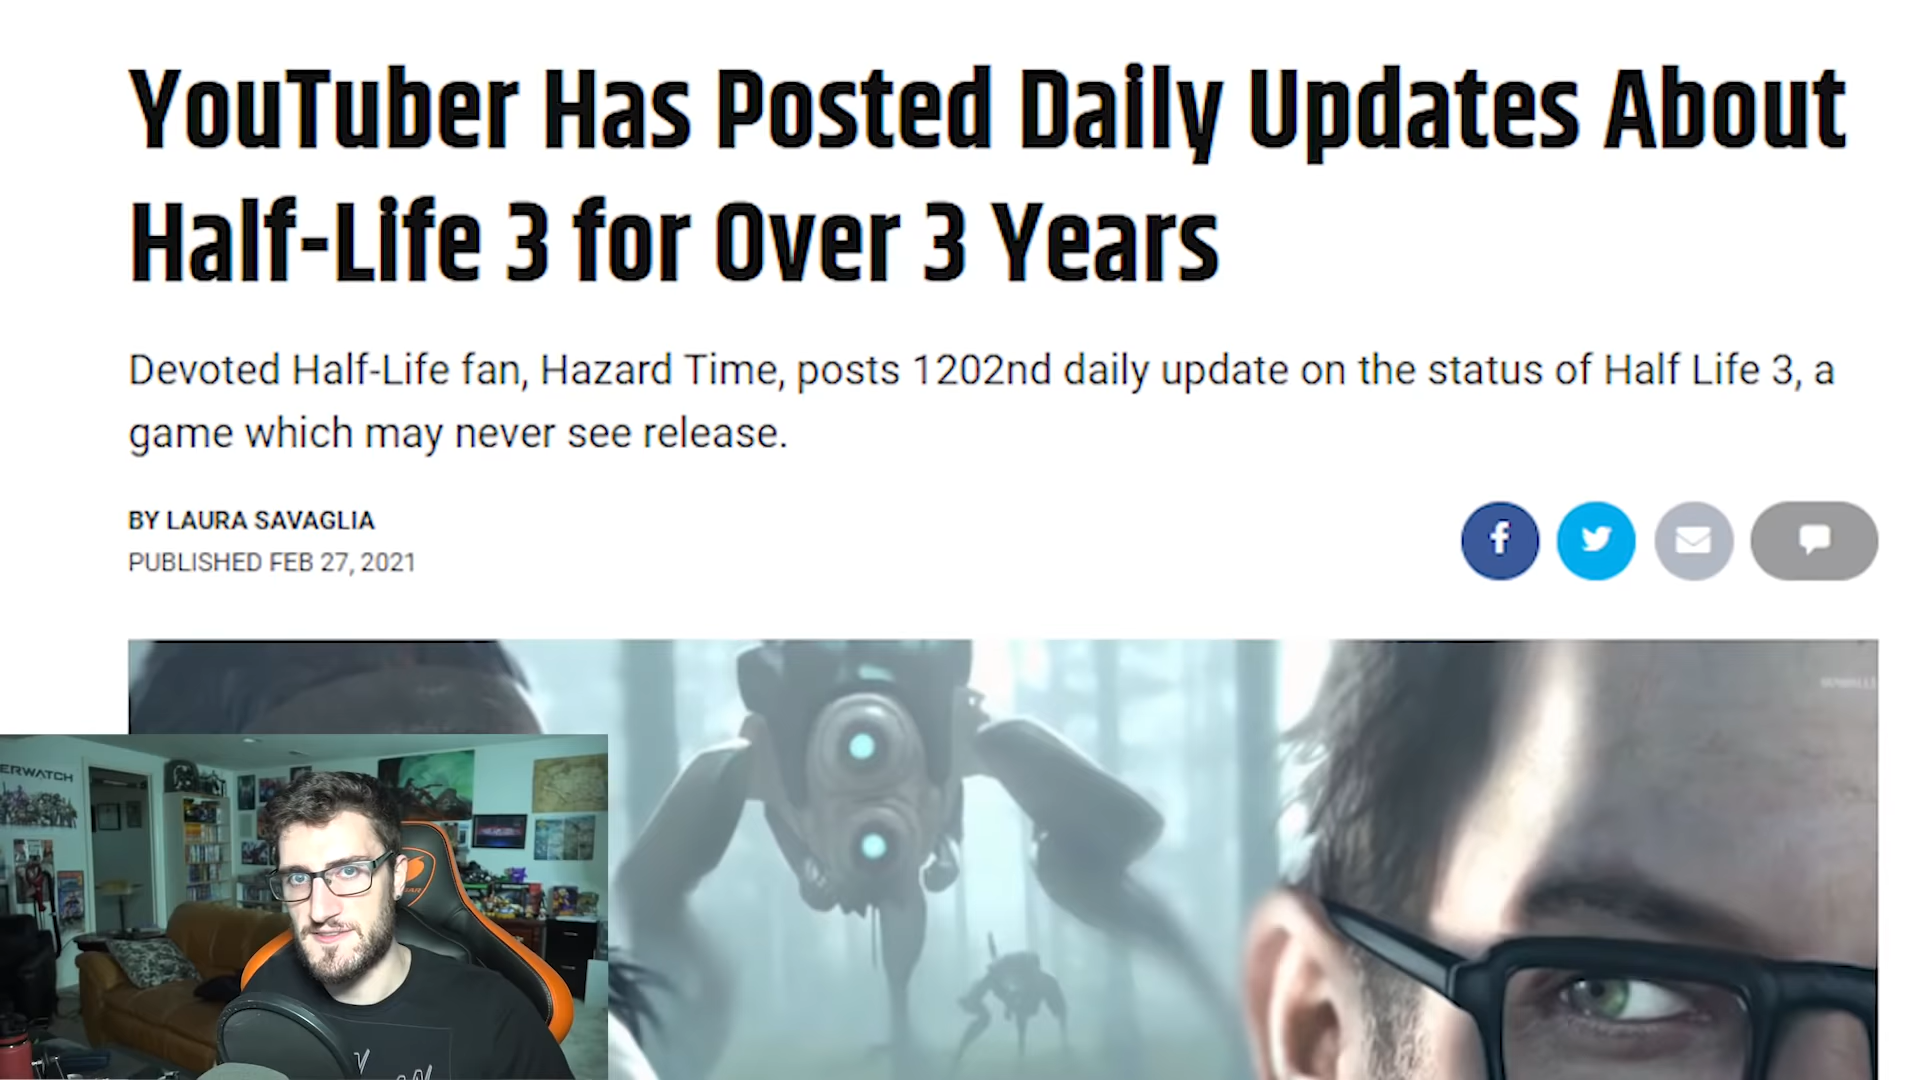 YouTuber Has Posted Daily Updates About
Half-Life 3 for Over 3 Years
Devoted Half-Life fan, Hazard Time, posts 1202nd daily update on the status of Half Life 3, a
game which may never see release.
BY LAURA SAVAGLIA
PUBLISHED FEB 27, 2021
ERWATCH